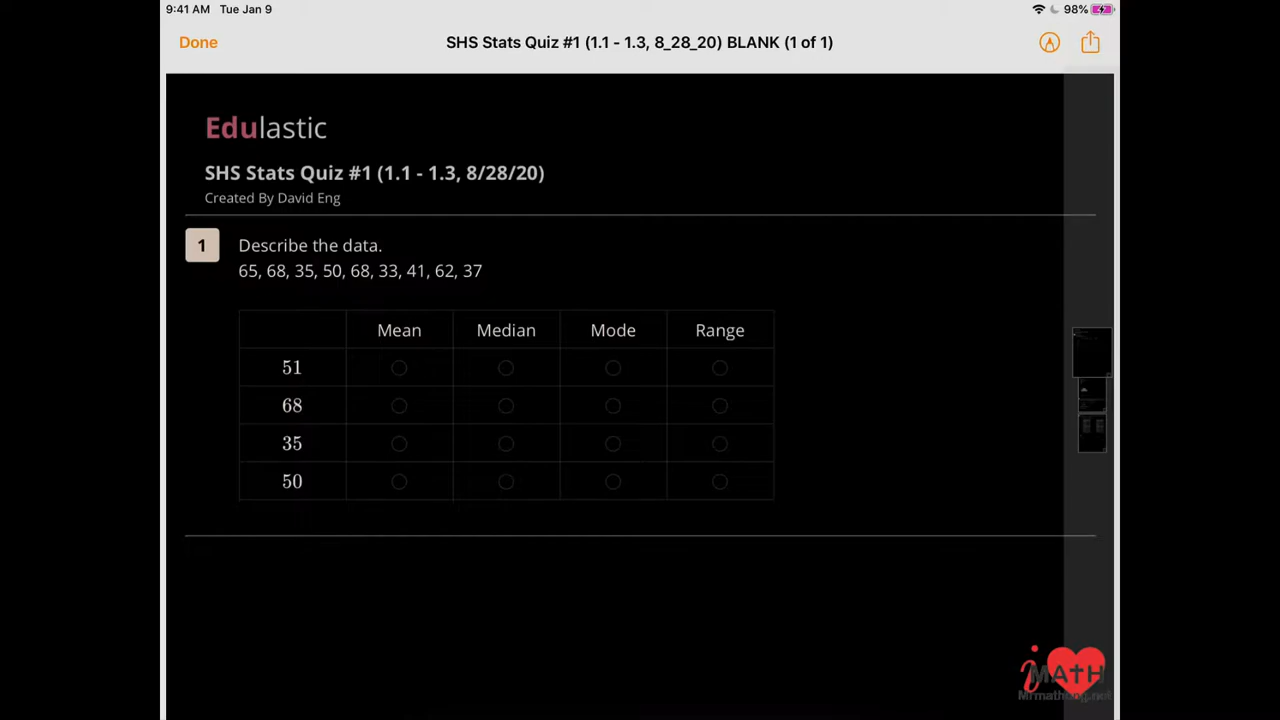 9:41 AM Tue Jan 9 98%
Done SHS Stats Quiz #1 (1.1 - 1.3, 8_28_20) BLANK (1 of 1)
Edulastic
SHS Stats Quiz #1 (1.1 - 1.3, 8/28/20)
Created By David Eng
1 Describe the data.
65, 68, 35, 50, 68, 33, 41, 62, 37
Mean Median Mode Range
51
68
35
50
i MATH
Mrmathong.net